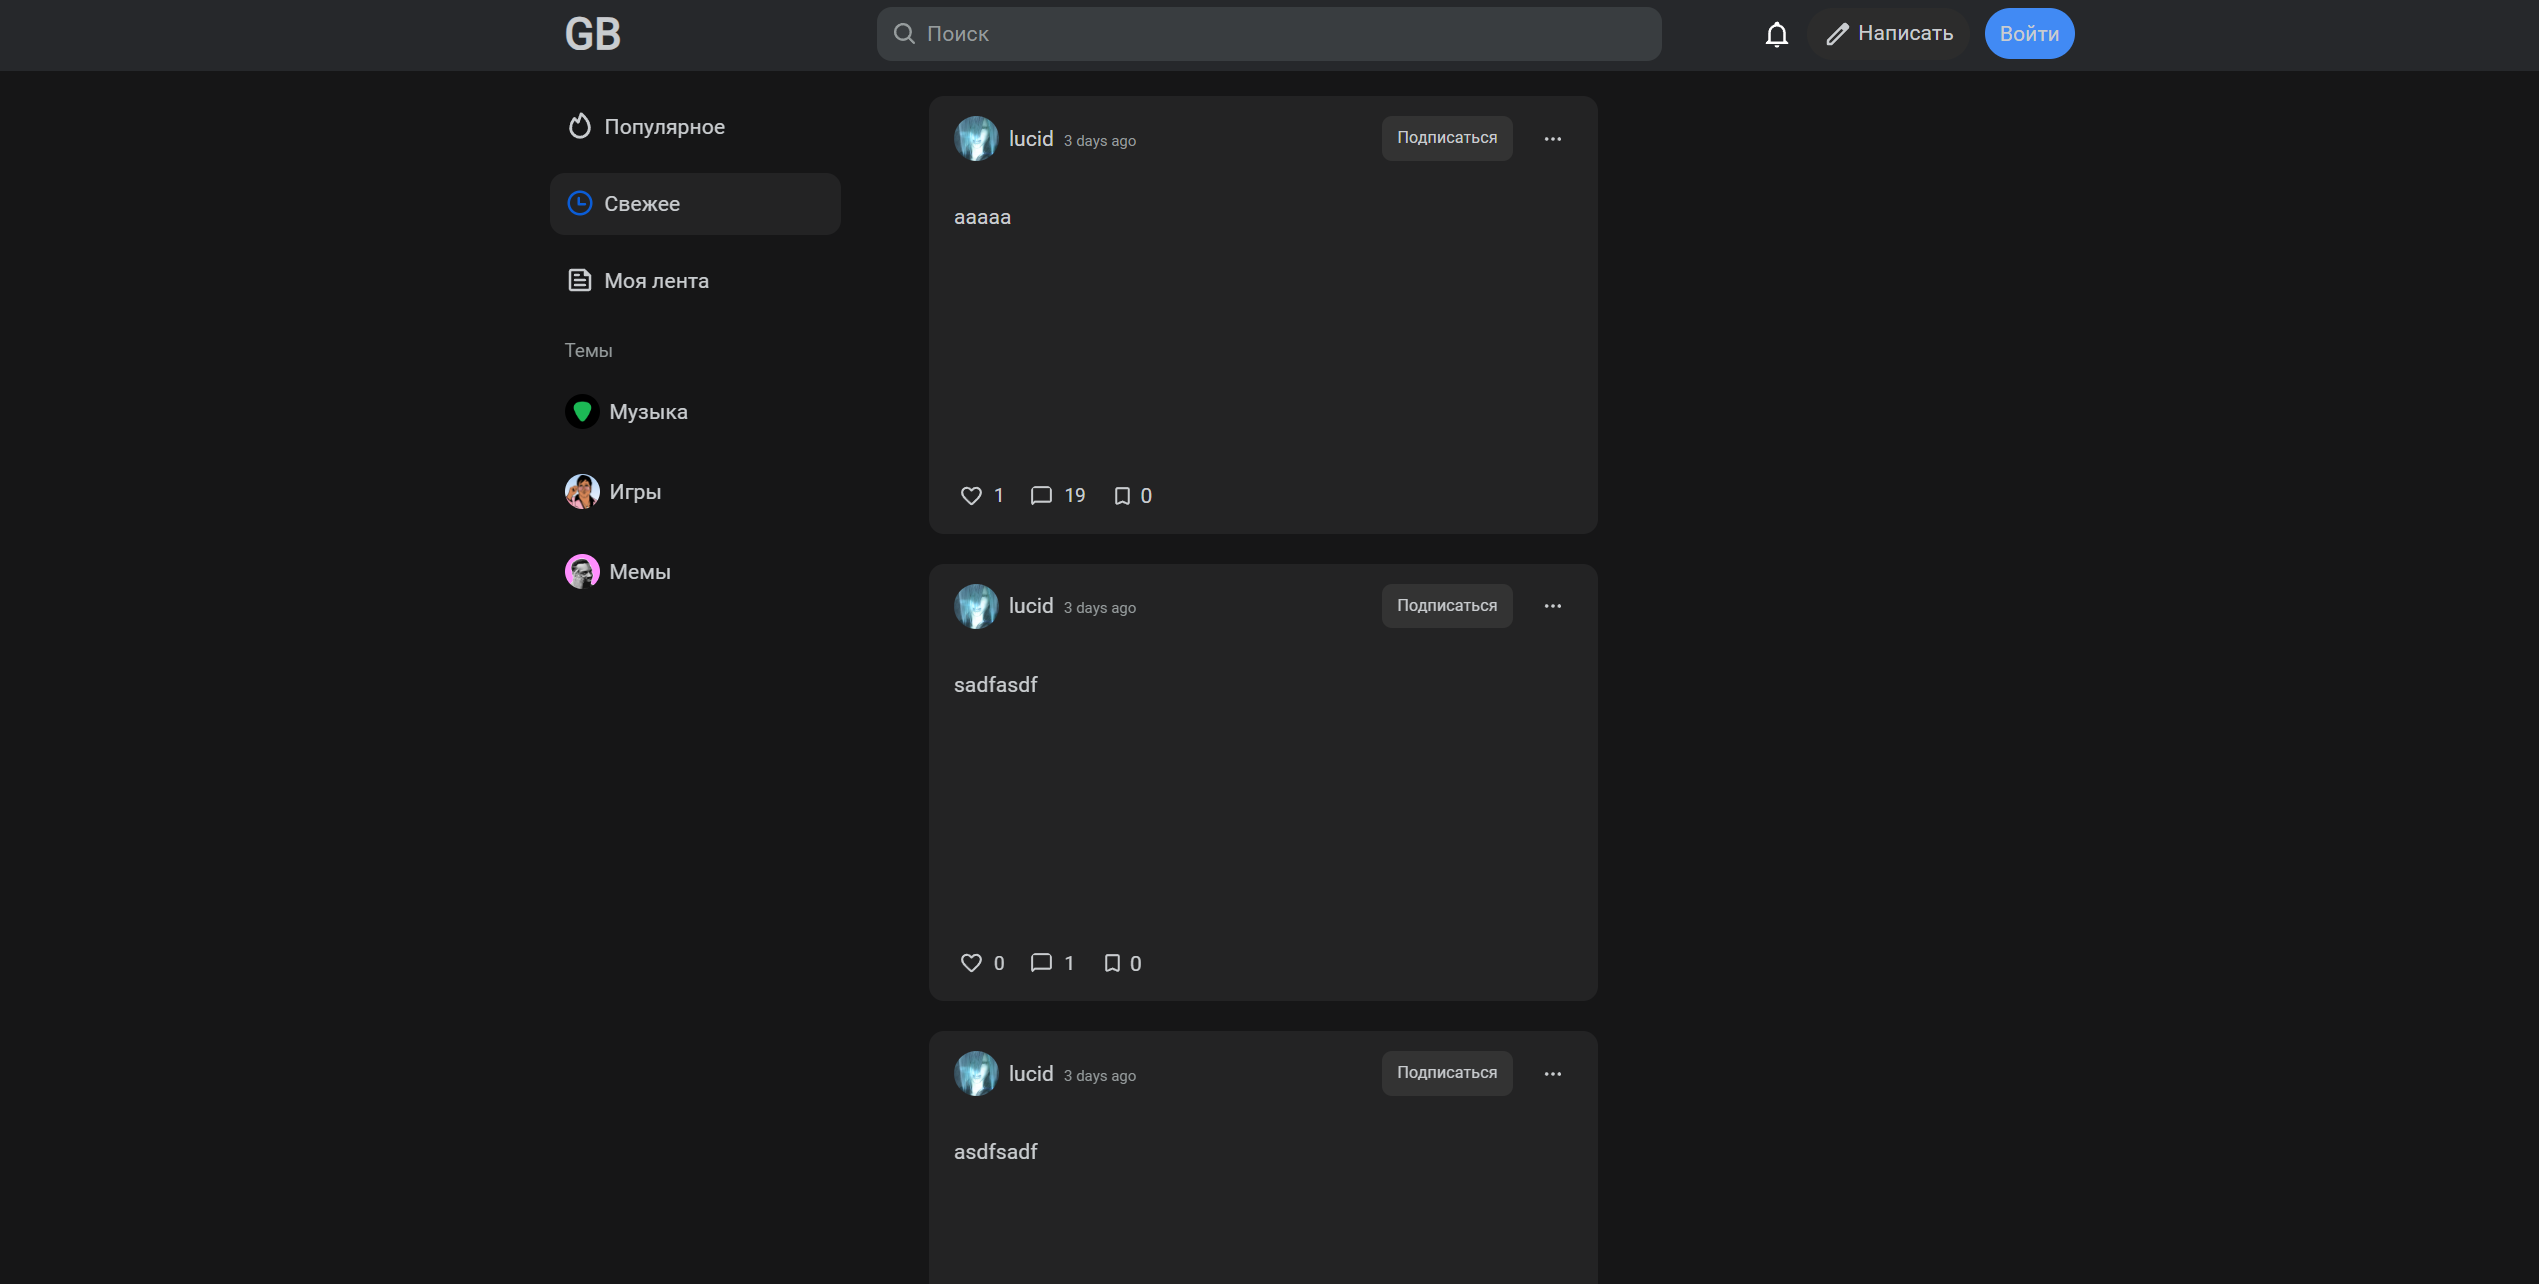 GB
Поиск
Написать
Войти
Популярное
Свежее
Моя лента
Темы
Музыка
Игры
Мемы
lucid 3 days ago
Подписаться
aaaaa
1 19 0
lucid 3 days ago
Подписаться
sadfasdf
0 1 0
lucid 3 days ago
Подписаться
asdfsadf